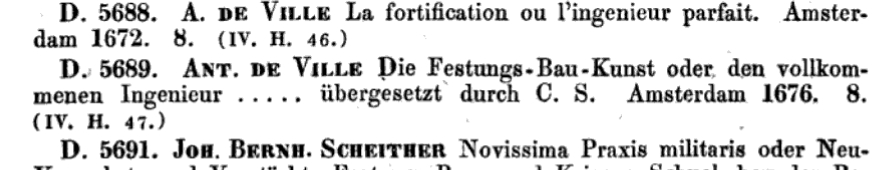 D. 5688. A. DE VILLE La fortification ou l'ingenieur parfait. Amster-
dam 1672. 8. (IV. H. 46.)
D. 5689. ANT. DE VILLE Die Festungs-Bau-Kunst oder den vollkom-
menen Ingenieur ..... übergesetzt durch C. S. Amsterdam 1676. 8.
(IV. H. 47.)
D. 5691. JOH. BERNH. SCHEITHER Novissima Praxis militaris oder Neu-